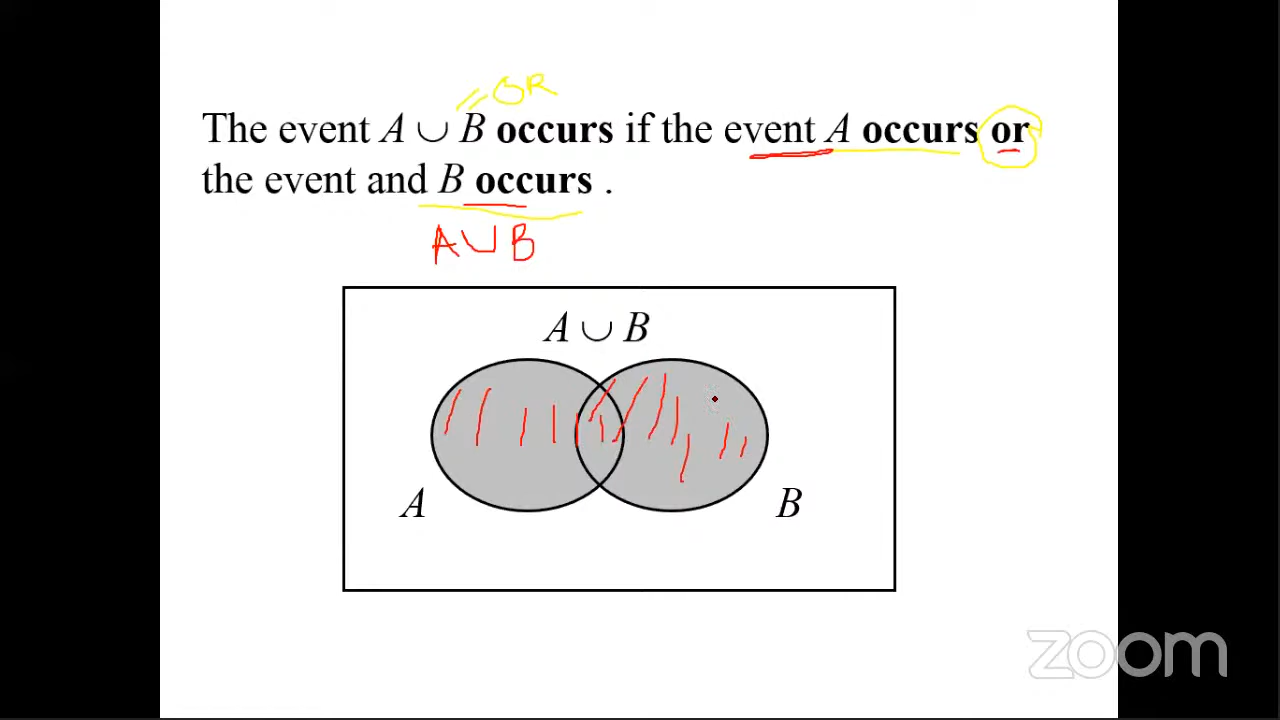 = OR
The event A ∪ B occurs if the event A occurs or
the event and B occurs .
A∪B
A ∪ B
A
B
zoom